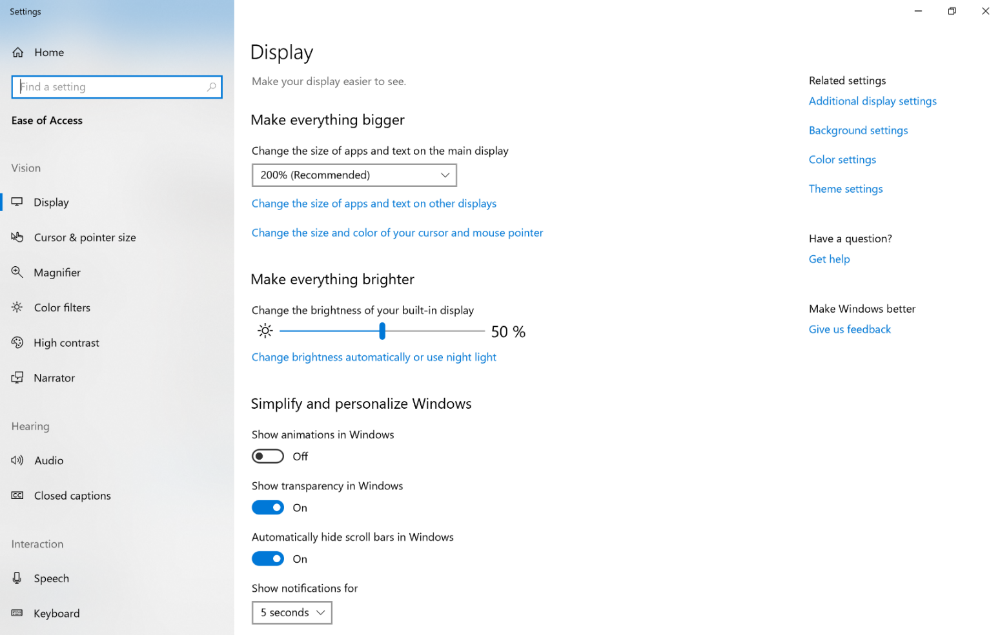 Settings
Home
Find a setting
Ease of Access
Vision
Display
Cursor & pointer size
Magnifier
Color filters
High contrast
Narrator
Hearing
Audio
Closed captions
Interaction
Speech
Keyboard
Display
Make your display easier to see.
Make everything bigger
Change the size of apps and text on the main display
200% (Recommended)
Change the size of apps and text on other displays
Change the size and color of your cursor and mouse pointer
Make everything brighter
Change the brightness of your built-in display
50 %
Change brightness automatically or use night light
Simplify and personalize Windows
Show animations in Windows
Off
Show transparency in Windows
On
Automatically hide scroll bars in Windows
On
Show notifications for
5 seconds
Related settings
Additional display settings
Background settings
Color settings
Theme settings
Have a question?
Get help
Make Windows better
Give us feedback